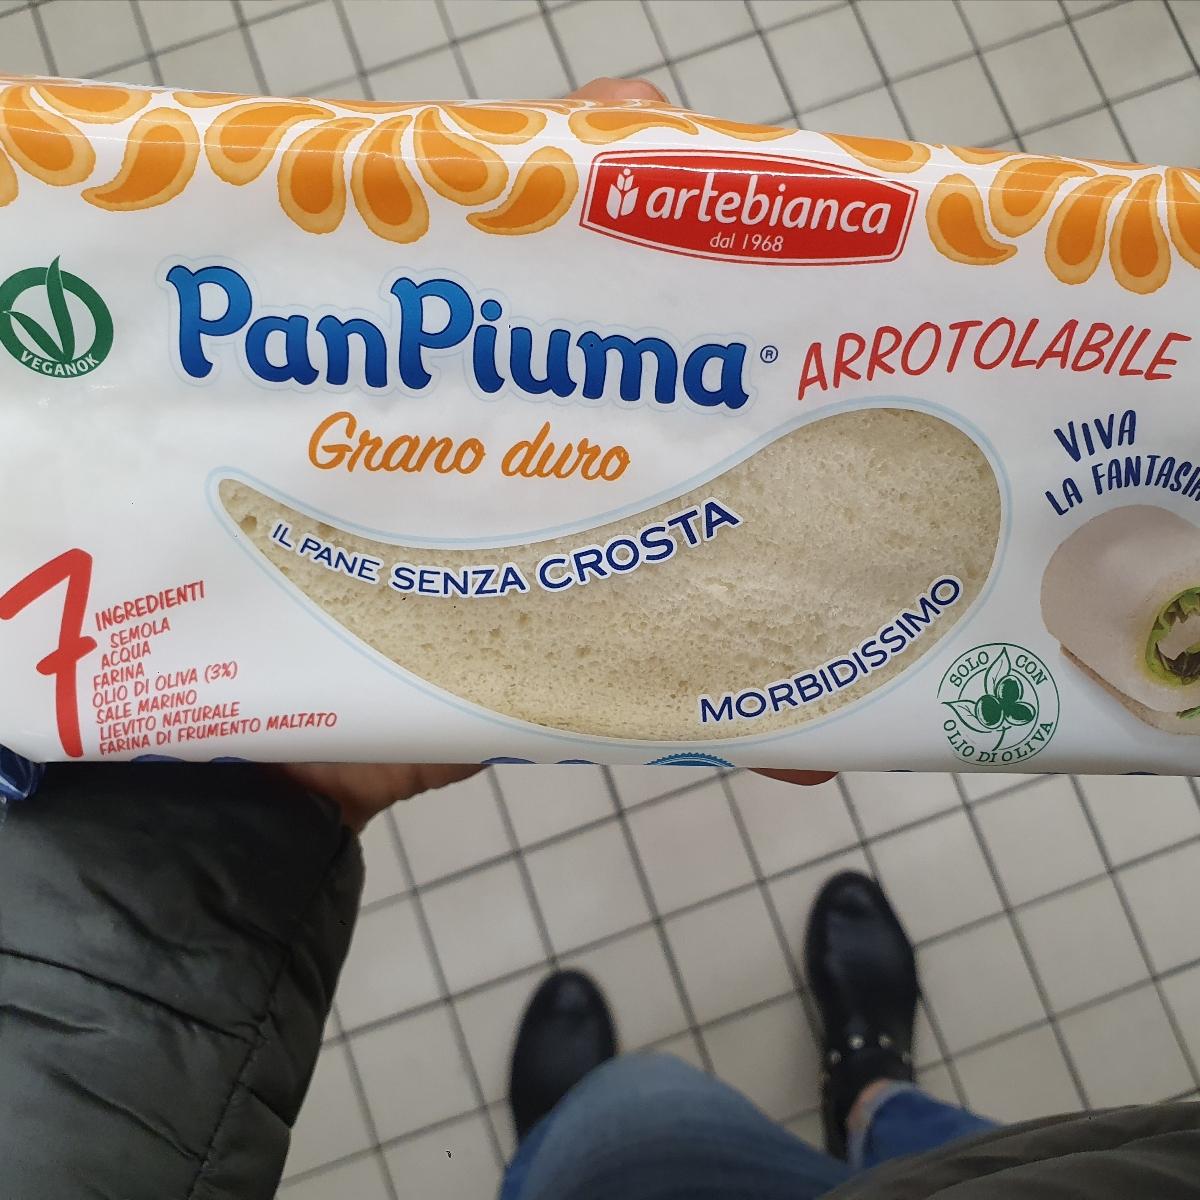 artebianca
dal 1968
VEGANOK
PanPiuma® ARROTOLABILE
Grano duro
VIVA
LA FANTASIA
IL PANE SENZA CROSTA
MORBIDISSIMO
7
INGREDIENTI
SEMOLA
ACQUA
FARINA
OLIO DI OLIVA (3%)
SALE MARINO
LIEVITO NATURALE
FARINA DI FRUMENTO MALTATO
SOLO CON
OLIO DI OLIVA